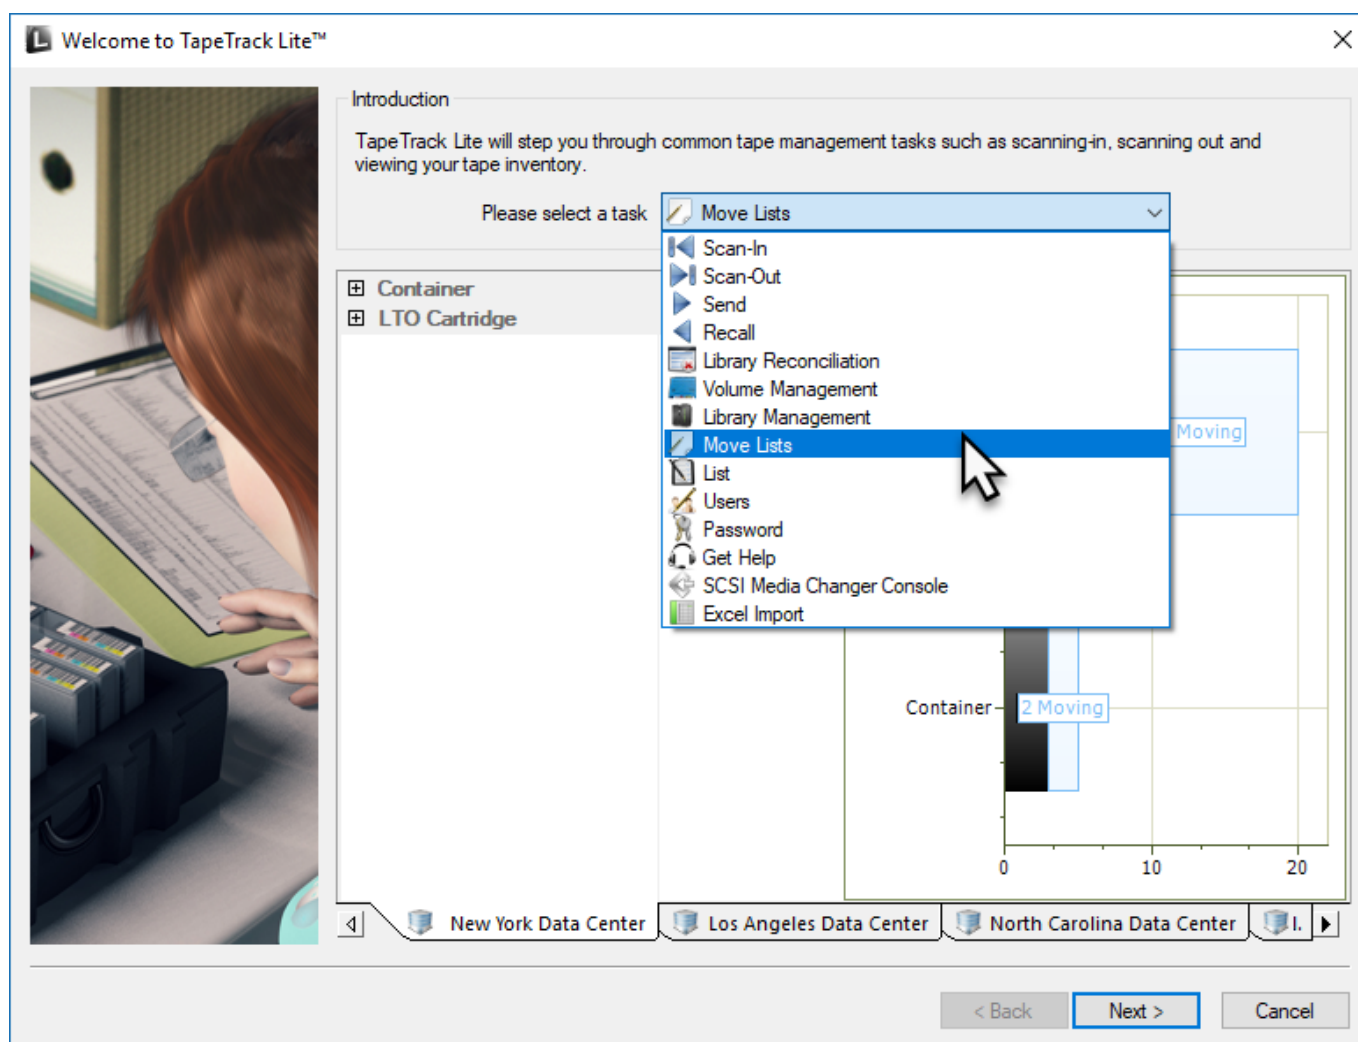 Welcome to TapeTrack Lite™
Introduction
TapeTrack Lite will step you through common tape management tasks such as scanning-in, scanning out and
viewing your tape inventory.
Please select a task Move Lists
Scan-In
Scan-Out
Send
Recall
Library Reconciliation
Volume Management
Library Management
Move Lists
List
Users
Password
Get Help
SCSI Media Changer Console
Excel Import
Container
LTO Cartridge
Moving
Container
2 Moving
0 10 20
New York Data Center Los Angeles Data Center North Carolina Data Center I.
< Back Next > Cancel